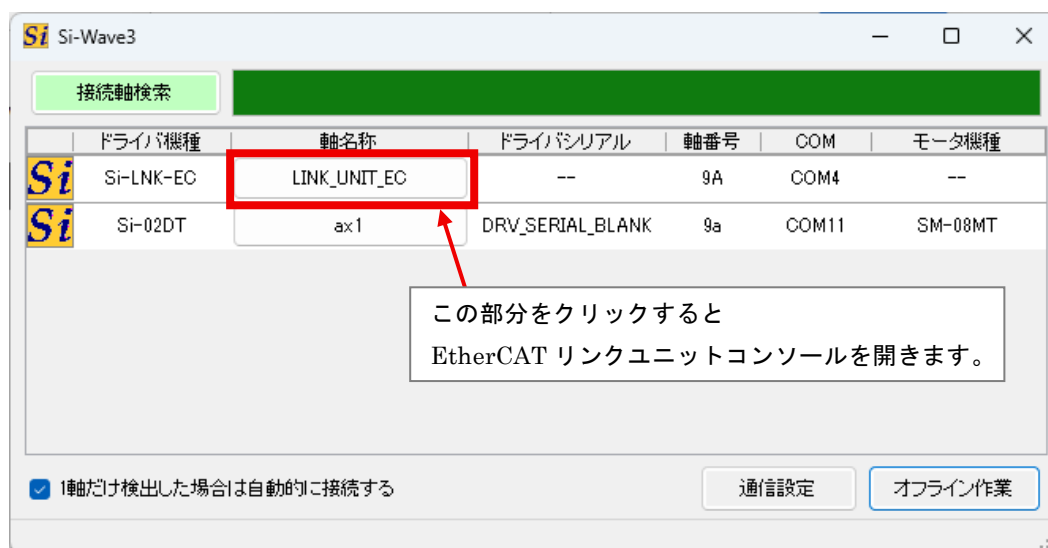 Si Si-Wave3
接続軸検索
ドライバ機種 軸名称 ドライバシリアル 軸番号 COM モータ機種
Si Si-LNK-EC LINK_UNIT_EC -- 9A COM4 --
Si Si-02DT ax1 DRV_SERIAL_BLANK 9a COM11 SM-08MT
この部分をクリックすると
EtherCAT リンクユニットコンソールを開きます。
1軸だけ検出した場合は自動的に接続する 通信設定 オフライン作業